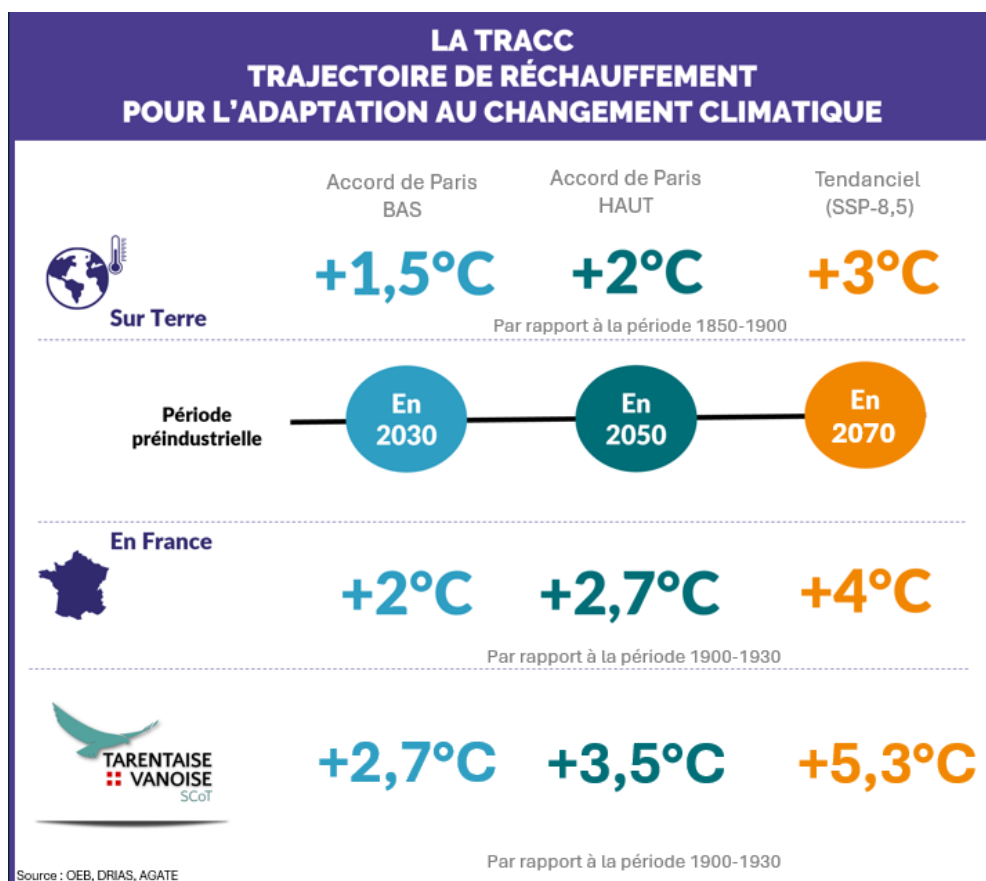 LA TRACC
TRAJECTOIRE DE RÉCHAUFFEMENT
POUR L'ADAPTATION AU CHANGEMENT CLIMATIQUE
Accord de Paris
BAS
Accord de Paris
HAUT
Tendanciel
(SSP-8,5)
Sur Terre
+1,5°C
+2°C
+3°C
Par rapport à la période 1850-1900
Période
préindustrielle
En
2030
En
2050
En
2070
En France
+2°C
+2,7°C
+4°C
Par rapport à la période 1900-1930
TARENTAISE
VANOISE
SCoT
+2,7°C
+3,5°C
+5,3°C
Par rapport à la période 1900-1930
Source : OEB, DRIAS, AGATE